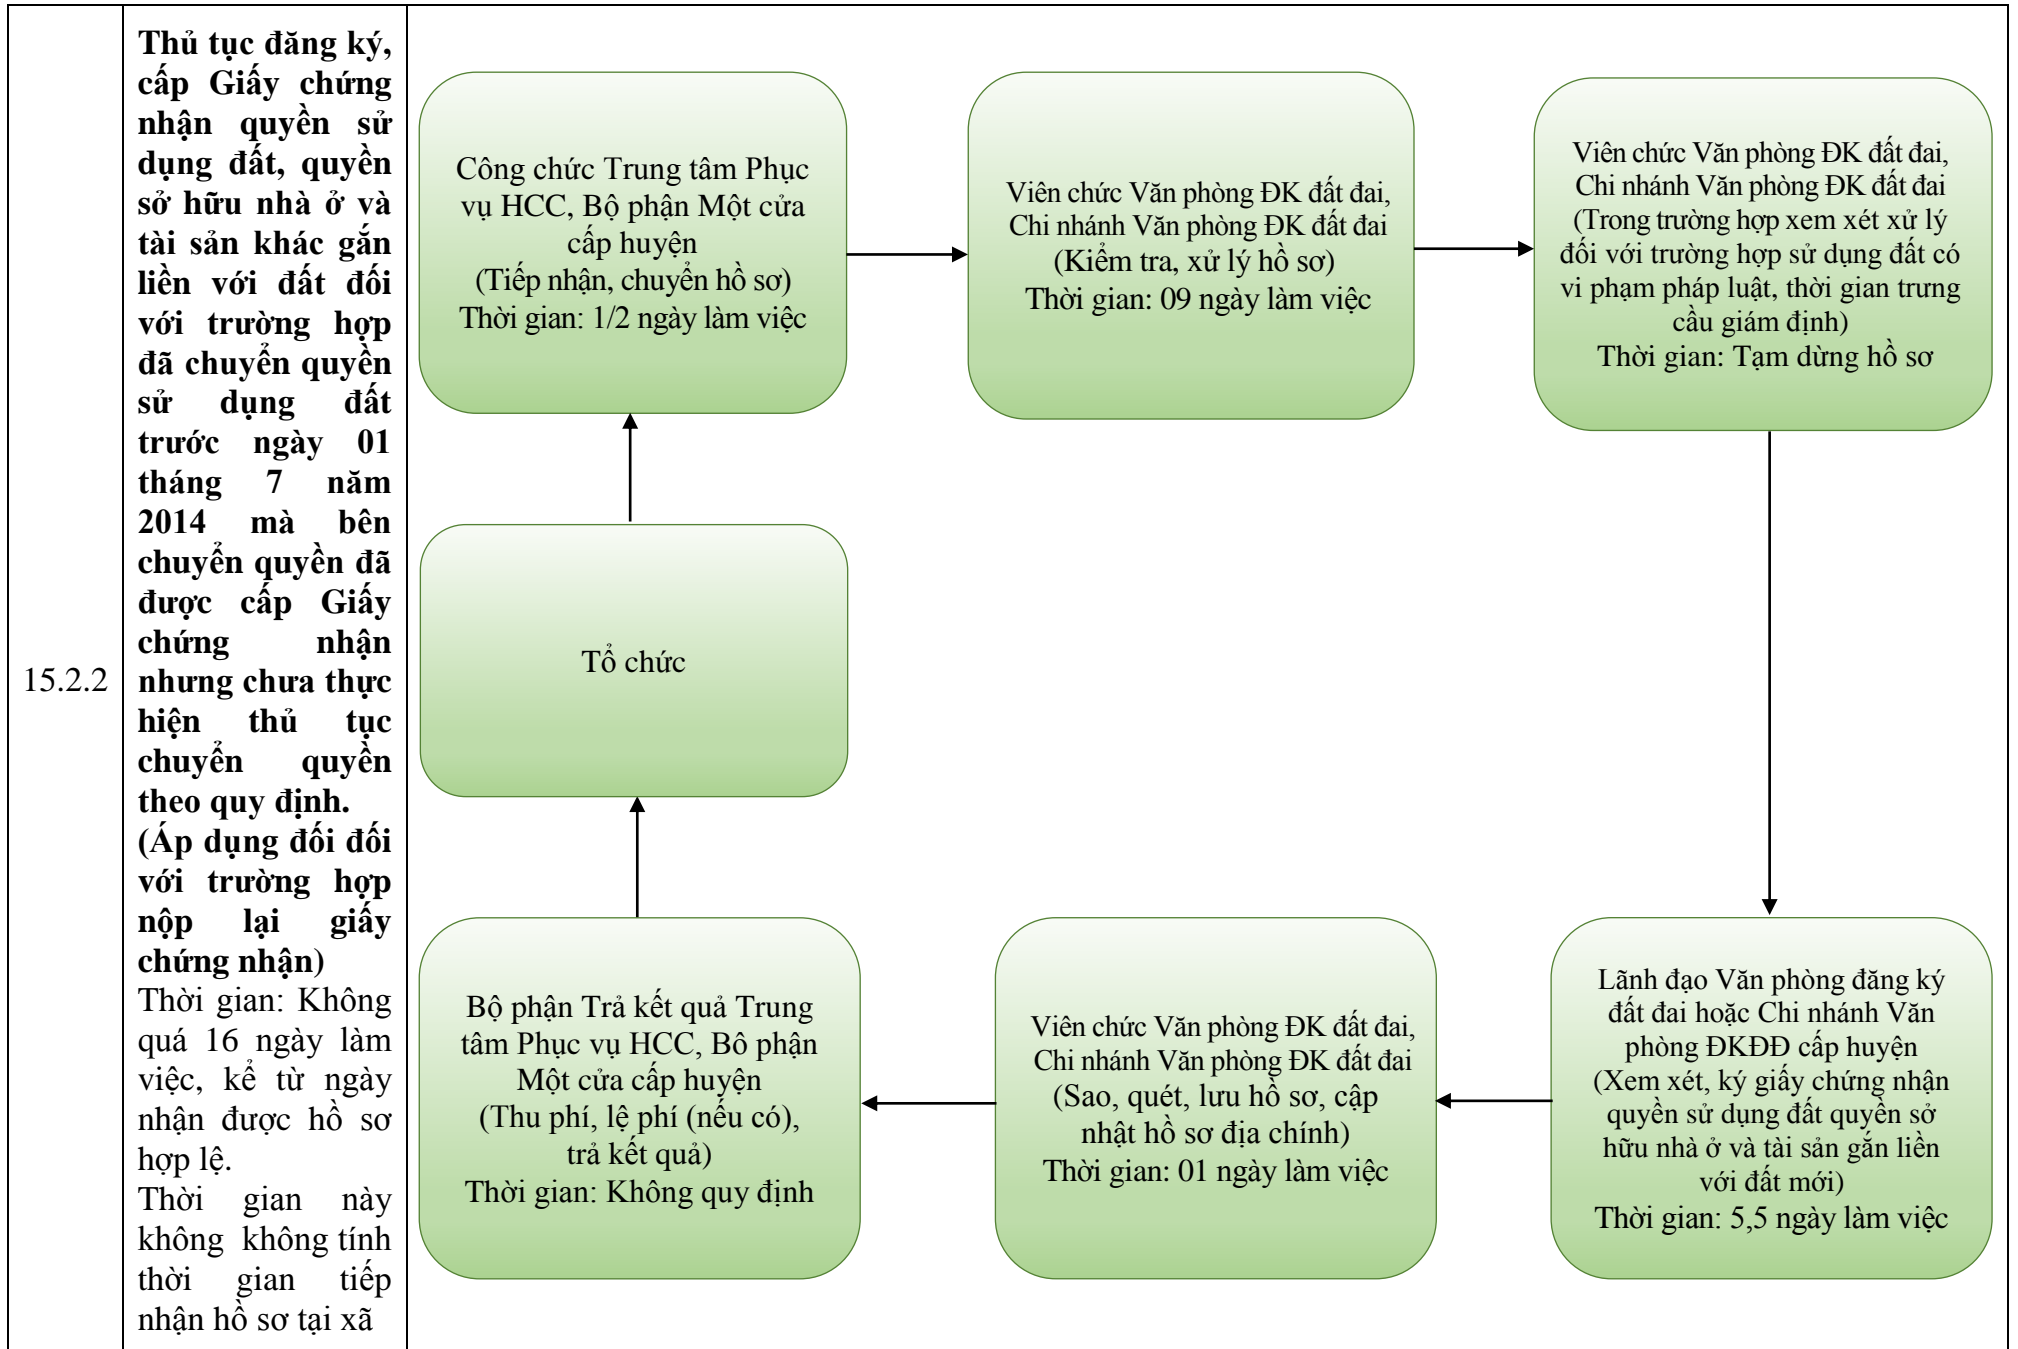 15.2.2
Thủ tục đăng ký,
cấp Giấy chứng
nhận quyền sử
dụng đất, quyền
sở hữu nhà ở và
tài sản khác gắn
liền với đất đối
với trường hợp
đã chuyển quyền
sử dụng đất
trước ngày 01
tháng 7 năm
2014 mà bên
chuyển quyền đã
được cấp Giấy
chứng nhận
nhưng chưa thực
hiện thủ tục
chuyển quyền
theo quy định.
(Áp dụng đối đối
với trường hợp
nộp lại giấy
chứng nhận)
Thời gian: Không
quá 16 ngày làm
việc, kể từ ngày
nhận được hồ sơ
hợp lệ.
Thời gian này
không không tính
thời gian tiếp
nhận hồ sơ tại xã
Công chức Trung tâm Phục
vụ HCC, Bộ phận Một cửa
cấp huyện
(Tiếp nhận, chuyển hồ sơ)
Thời gian: 1/2 ngày làm việc
Viên chức Văn phòng ĐK đất đai,
Chi nhánh Văn phòng ĐK đất đai
(Kiểm tra, xử lý hồ sơ)
Thời gian: 09 ngày làm việc
Viên chức Văn phòng ĐK đất đai,
Chi nhánh Văn phòng ĐK đất đai
(Trong trường hợp xem xét xử lý
đối với trường hợp sử dụng đất có
vi phạm pháp luật, thời gian trưng
cầu giám định)
Thời gian: Tạm dừng hồ sơ
Tổ chức
Bộ phận Trả kết quả Trung
tâm Phục vụ HCC, Bô phận
Một cửa cấp huyện
(Thu phí, lệ phí (nếu có),
trả kết quả)
Thời gian: Không quy định
Viên chức Văn phòng ĐK đất đai,
Chi nhánh Văn phòng ĐK đất đai
(Sao, quét, lưu hồ sơ, cập
nhật hồ sơ địa chính)
Thời gian: 01 ngày làm việc
Lãnh đạo Văn phòng đăng ký
đất đai hoặc Chi nhánh Văn
phòng ĐKĐĐ cấp huyện
(Xem xét, ký giấy chứng nhận
quyền sử dụng đất quyền sở
hữu nhà ở và tài sản gắn liền
với đất mới)
Thời gian: 5,5 ngày làm việc